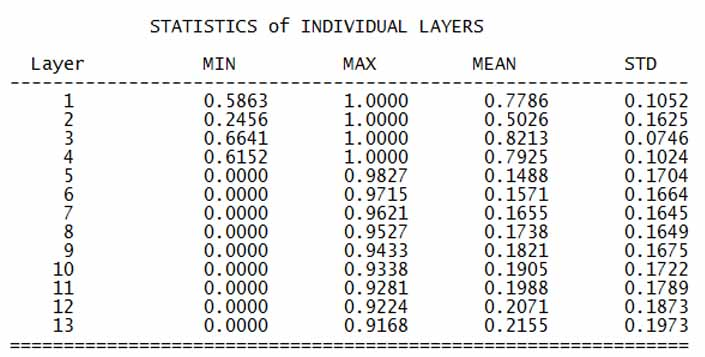 STATISTICS of INDIVIDUAL LAYERS
Layer MIN MAX MEAN STD
1 0.5863 1.0000 0.7786 0.1052
2 0.2456 1.0000 0.5026 0.1625
3 0.6641 1.0000 0.8213 0.0746
4 0.6152 1.0000 0.7925 0.1024
5 0.0000 0.9827 0.1488 0.1704
6 0.0000 0.9715 0.1571 0.1664
7 0.0000 0.9621 0.1655 0.1645
8 0.0000 0.9527 0.1738 0.1649
9 0.0000 0.9433 0.1821 0.1675
10 0.0000 0.9338 0.1905 0.1722
11 0.0000 0.9281 0.1988 0.1789
12 0.0000 0.9224 0.2071 0.1873
13 0.0000 0.9168 0.2155 0.1973